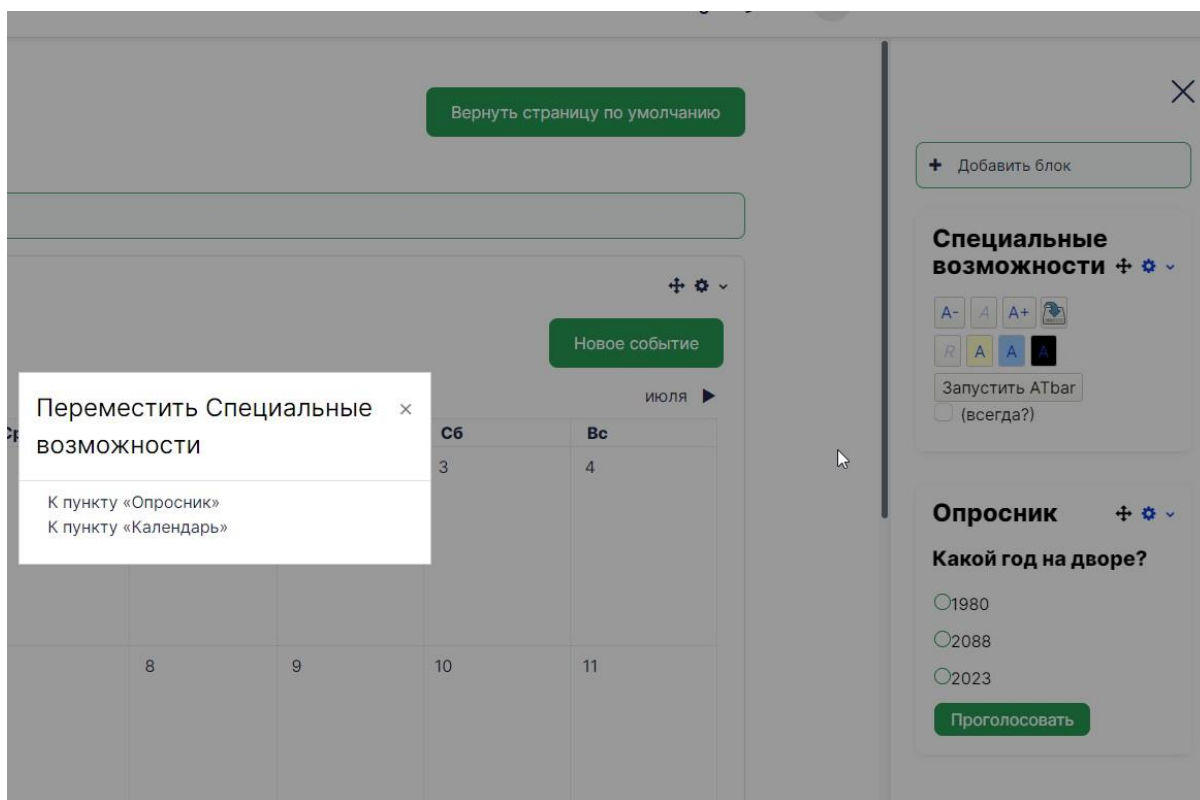 Вернуть страницу по умолчанию
+ Добавить блок
Специальные
возможности
A- A A+
R A A A
Запустить ATbar
(всегда?)
Новое событие
июля
Переместить Специальные ×
возможности
К пункту «Опросник»
К пункту «Календарь»
Ср
Сб Вс
3 4
8 9 10 11
Опросник
Какой год на дворе?
1980
2088
2023
Проголосовать